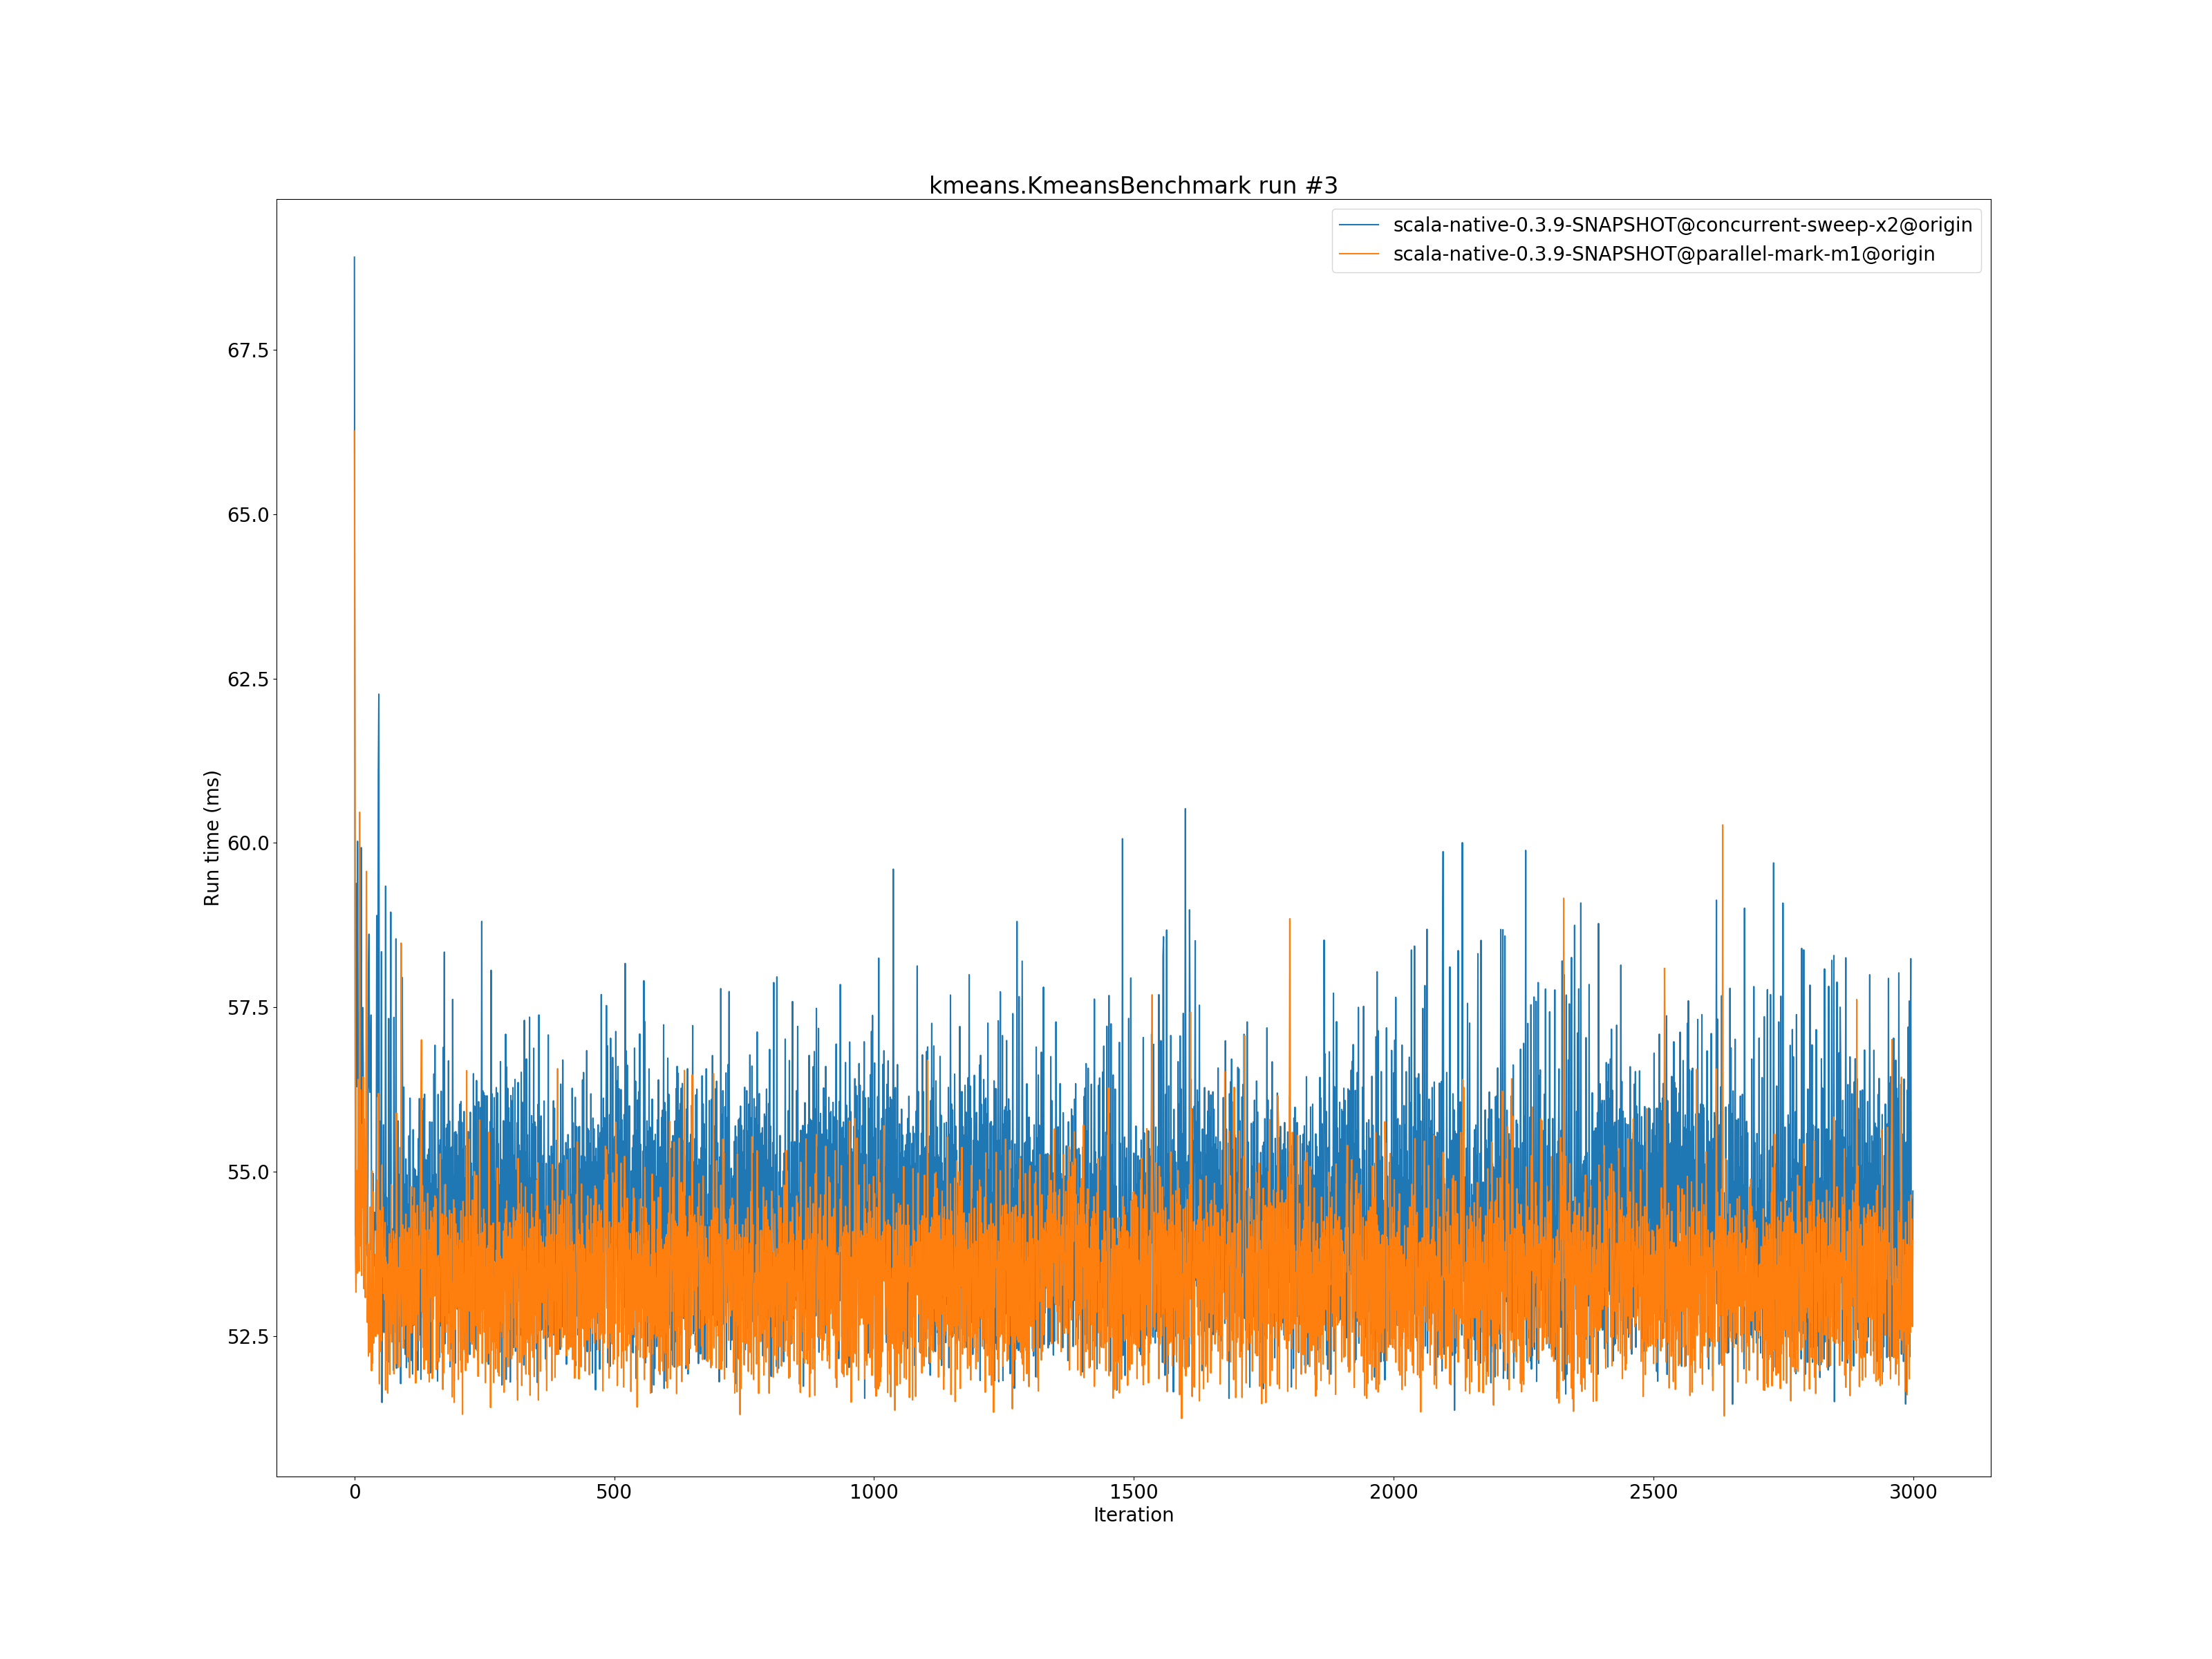 kmeans.KmeansBenchmark run #3
scala-native-0.3.9-SNAPSHOT@concurrent-sweep-x2@origin
scala-native-0.3.9-SNAPSHOT@parallel-mark-m1@origin
67.5
65.0
62.5
60.0
57.5
55.0
52.5
Run time (ms)
0 500 1000 1500 2000 2500 3000
Iteration